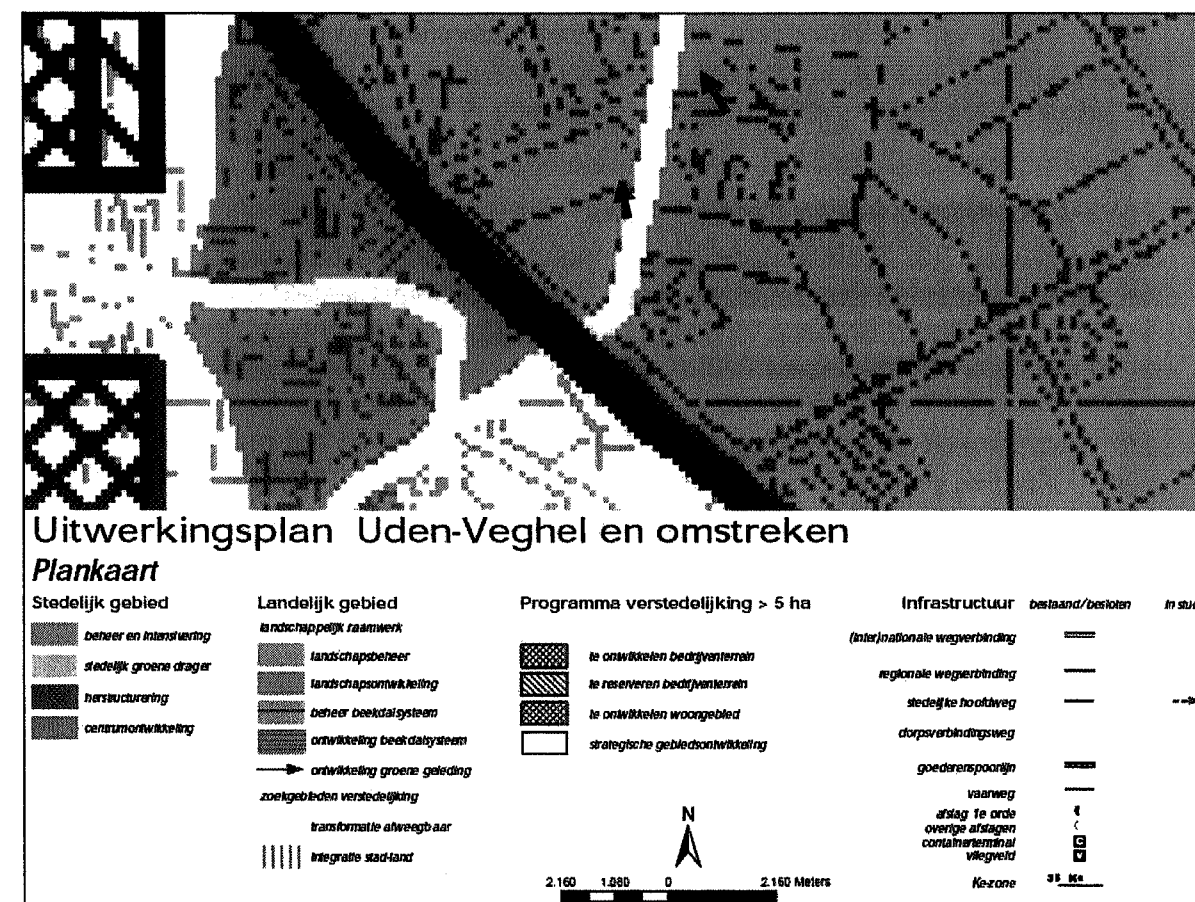 Uitwerkingsplan Uden-Veghel en omstreken
Plankaart
Stedelijk gebied
beheer en intensivering
stedelijk groene drager
herstructurering
centrumontwikkeling
Landelijk gebied
landschappelijk raamwerk
landschapsbeheer
landschapsontwikkeling
beheer beekdalsysteem
ontwikkeling beekdalsysteem
ontwikkeling groene geleding
zoekgebieden verstedelijking
transformatie afweegbaar
integratie stad-land
Programma verstedelijking > 5 ha
te ontwikkelen bedrijventerrein
te reserveren bedrijventerrein
te ontwikkelen woongebied
strategische gebiedsontwikkeling
Infrastructuur bestaand/besloten in stu
(inter)nationale wegverbinding
regionale wegverbinding
stedelijke hoofdweg
dorpsverbindingsweg
goederenspoorlijn
vaarweg
afslag 1e orde
overige afslagen
containerterminal C
vliegveld V
Ke-zone 35 Ke
N
2.160 1.080 0 2.160 Meters